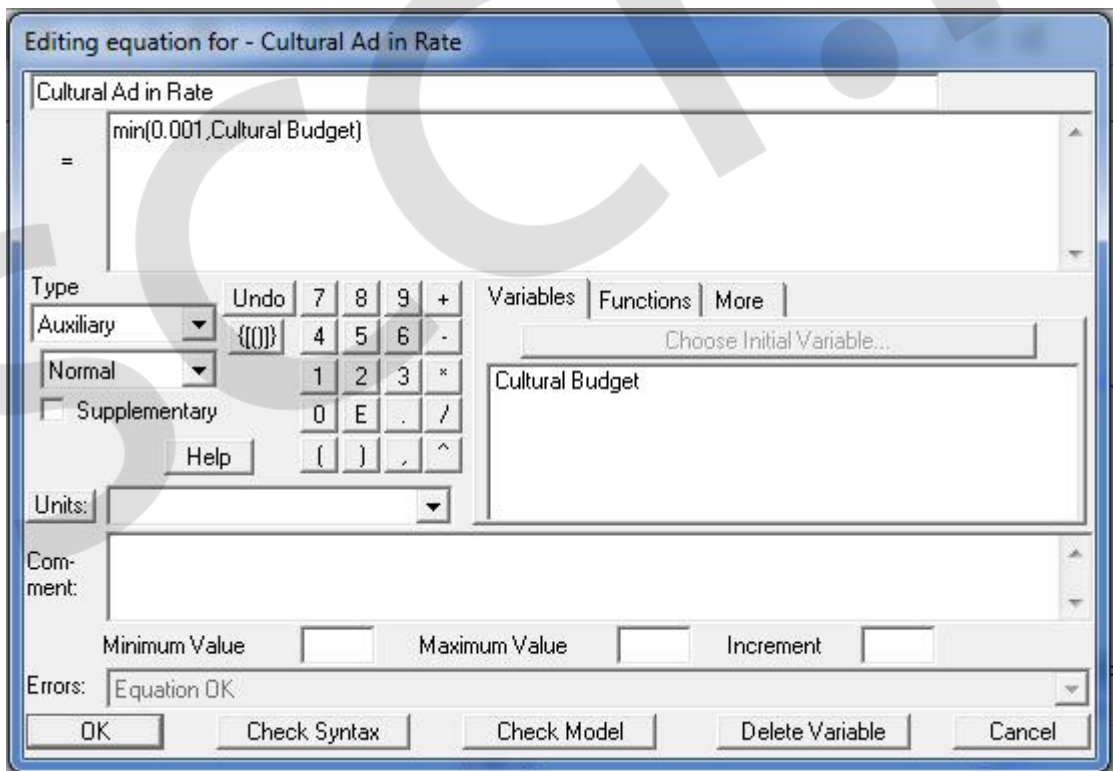 Editing equation for - Cultural Ad in Rate
Cultural Ad in Rate
=
min(0.001,Cultural Budget)
Type
Auxiliary
Normal
Supplementary
Help
Undo 7 8 9 +
{[()]} 4 5 6 -
1 2 3 *
0 E . /
( ) , ^
Variables Functions More
Choose Initial Variable...
Cultural Budget
Units:
Com-
ment:
Minimum Value Maximum Value Increment
Errors: Equation OK
OK Check Syntax Check Model Delete Variable Cancel